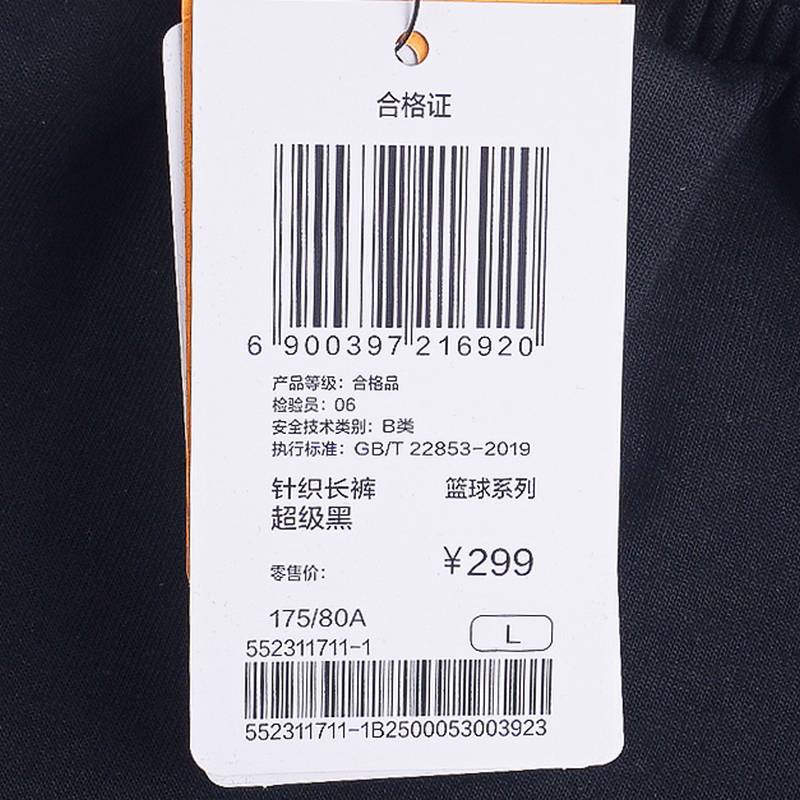 合格证
6 900397 216920
产品等级：合格品
检验员：06
安全技术类别：B类
执行标准：GB/T 22853-2019
针织长裤 篮球系列
超级黑
零售价： ¥299
175/80A
L
552311711-1
552311711-1B2500053003923